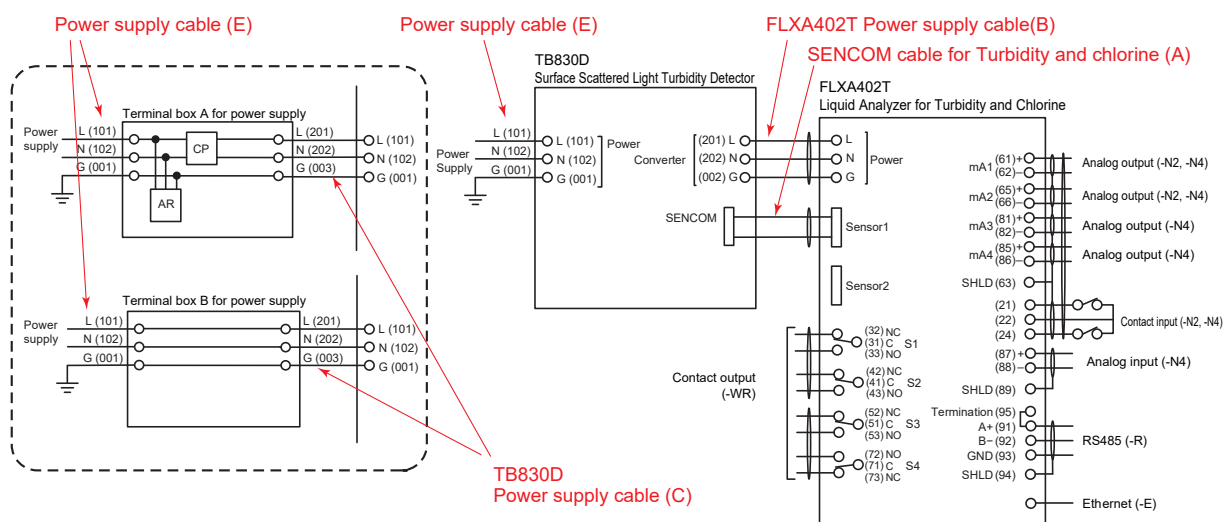 Power supply cable (E)
Power supply cable (E)
FLXA402T Power supply cable(B)
SENCOM cable for Turbidity and chlorine (A)
TB830D
Surface Scattered Light Turbidity Detector
FLXA402T
Liquid Analyzer for Turbidity and Chlorine
Terminal box A for power supply
Power
supply
L (101)
N (102)
G (001)
CP
AR
L (201)
N (202)
G (003)
L (101)
N (102)
G (001)
Terminal box B for power supply
Power
supply
L (101)
N (102)
G (001)
L (201)
N (202)
G (003)
L (101)
N (102)
G (001)
TB830D
Power supply cable (C)
Power
Supply
L (101)
N (102)
G (001)
L (101)
N (102)
G (001)
Power
Converter
(201) L
(202) N
(002) G
SENCOM
L
N
G
Power
Sensor1
Sensor2
Contact output
(-WR)
(32) NC
(31) C S1
(33) NO
(42) NC
(41) C S2
(43) NO
(52) NC
(51) C S3
(53) NO
(72) NO
(71) C S4
(73) NC
mA1 (61)+
(62)−
Analog output (-N2, -N4)
mA2 (65)+
(66)−
Analog output (-N2, -N4)
mA3 (81)+
(82)−
Analog output (-N4)
mA4 (85)+
(86)−
Analog output (-N4)
SHLD (63)
(21)
(22)
(24)
Contact input (-N2, -N4)
(87)+
(88)−
Analog input (-N4)
SHLD (89)
Termination (95)
A+ (91)
B− (92)
GND (93)
SHLD (94)
RS485 (-R)
Ethernet (-E)